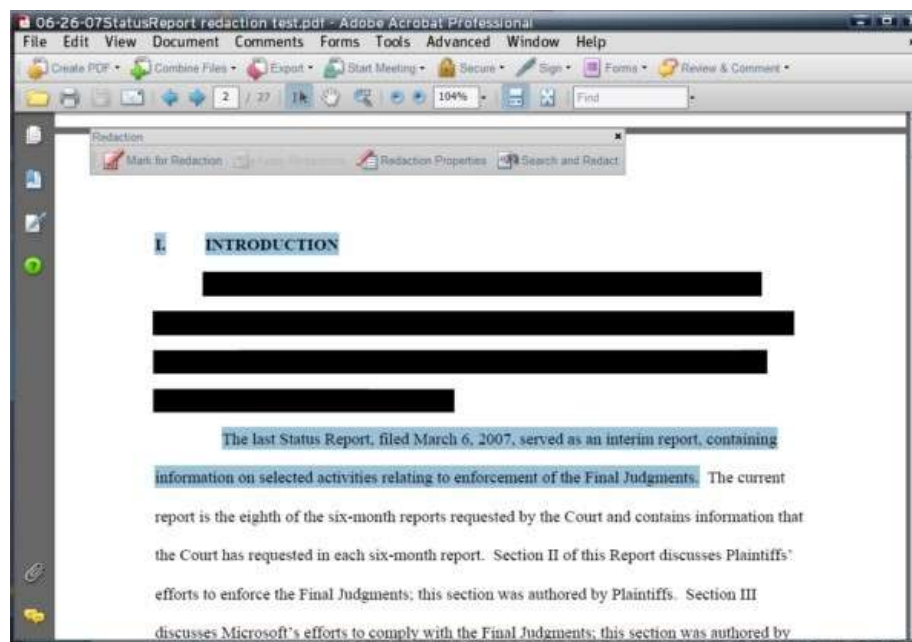 06-26-07StatusReport redaction test.pdf - Adobe Acrobat Professional
File Edit View Document Comments Forms Tools Advanced Window Help
Create PDF Combine Files Export Start Meeting Secure Sign Forms Review & Comment
2 / 27 104% Find
Redaction
Mark for Redaction Redaction Properties Search and Redact
I. INTRODUCTION
The last Status Report, filed March 6, 2007, served as an interim report, containing
information on selected activities relating to enforcement of the Final Judgments. The current
report is the eighth of the six-month reports requested by the Court and contains information that
the Court has requested in each six-month report. Section II of this Report discusses Plaintiffs'
efforts to enforce the Final Judgments; this section was authored by Plaintiffs. Section III
discusses Microsoft's efforts to comply with the Final Judgments; this section was authored by